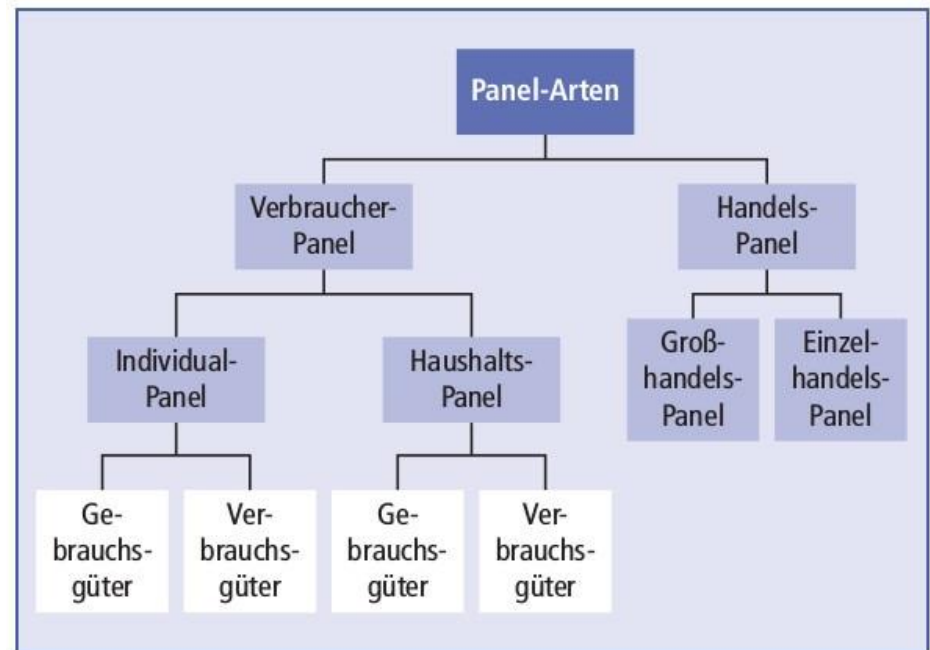 Panel-Arten
Verbraucher-
Panel
Handels-
Panel
Individual-
Panel
Haushalts-
Panel
Groß-
handels-
Panel
Einzel-
handels-
Panel
Ge-
brauchs-
güter
Ver-
brauchs-
güter
Ge-
brauchs-
güter
Ver-
brauchs-
güter